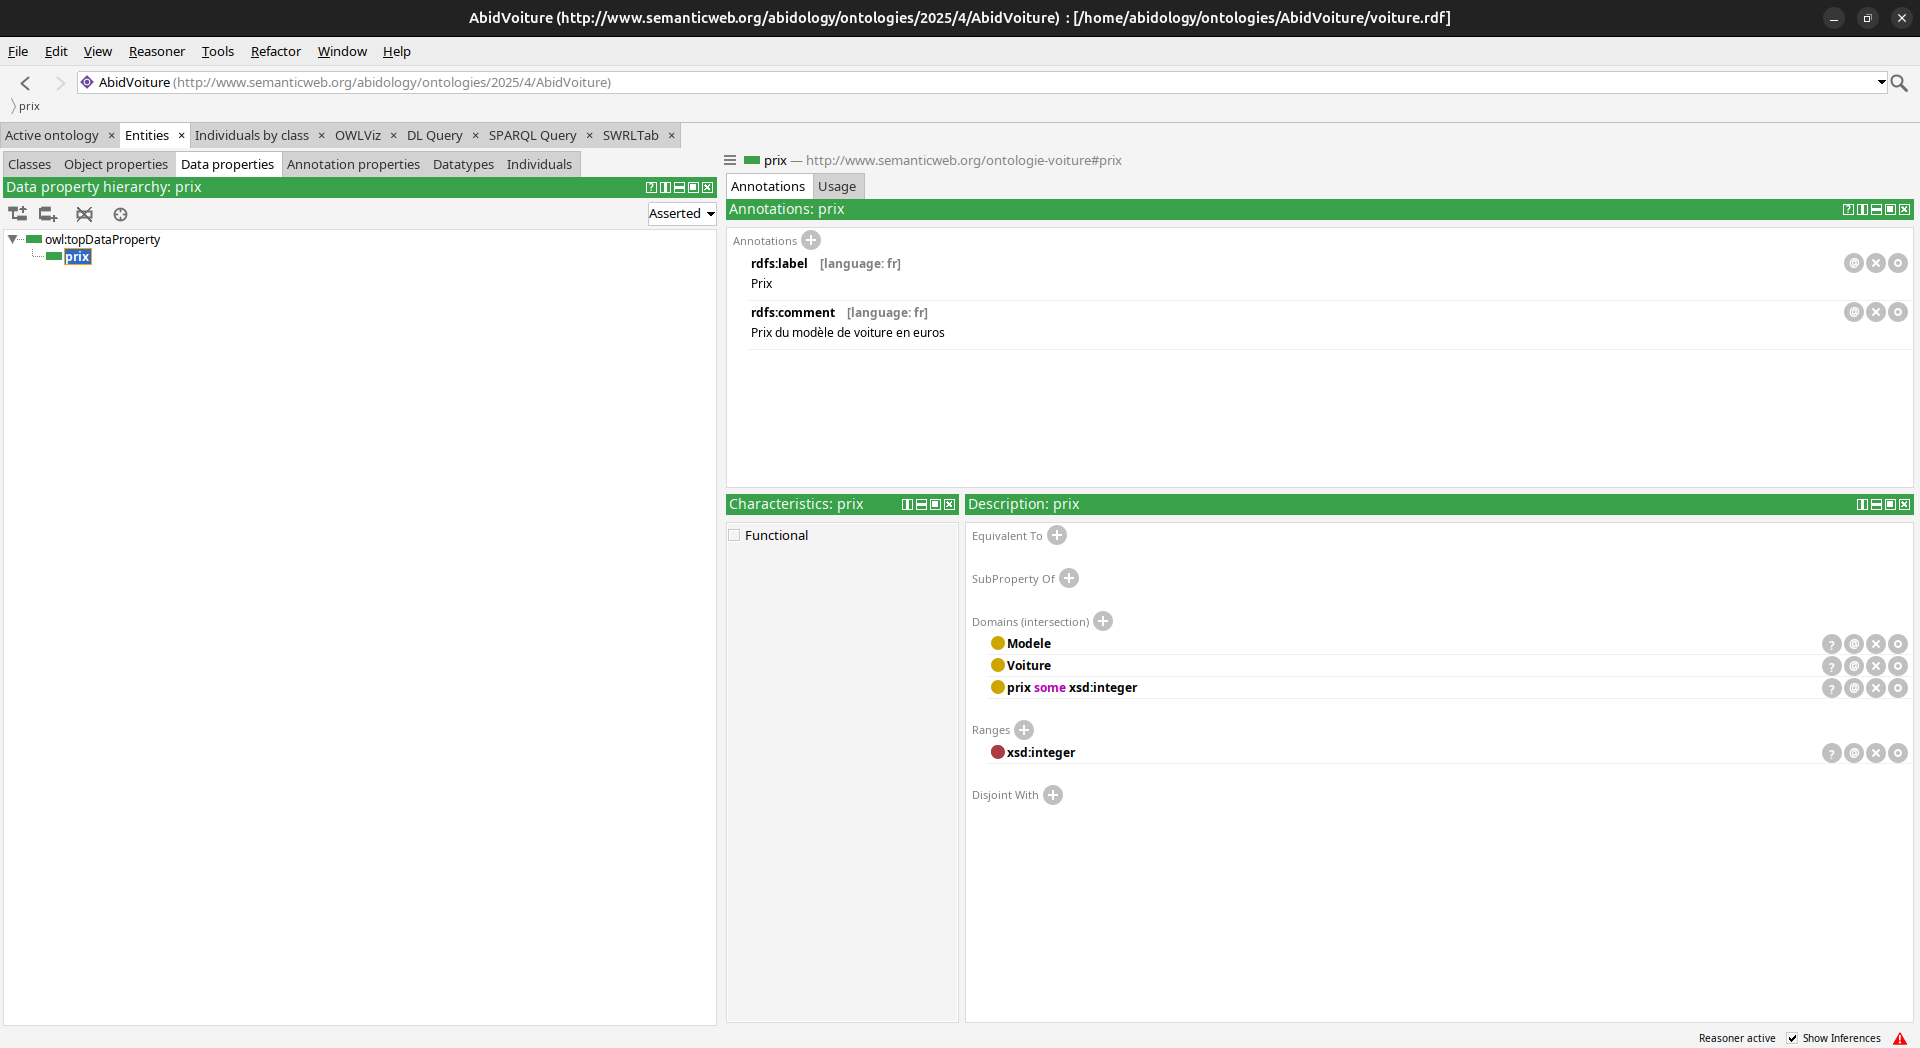 AbidVoiture (http://www.semanticweb.org/abidology/ontologies/2025/4/AbidVoiture) : [/home/abidology/ontologies/AbidVoiture/voiture.rdf]
File Edit View Reasoner Tools Refactor Window Help
AbidVoiture (http://www.semanticweb.org/abidology/ontologies/2025/4/AbidVoiture)
prix
Active ontology × Entities × Individuals by class × OWLViz × DL Query × SPARQL Query × SWRLTab ×
Classes Object properties Data properties Annotation properties Datatypes Individuals
Data property hierarchy: prix
Asserted
owl:topDataProperty
prix
prix — http://www.semanticweb.org/ontologie-voiture#prix
Annotations Usage
Annotations: prix
Annotations
rdfs:label [language: fr]
Prix
rdfs:comment [language: fr]
Prix du modèle de voiture en euros
Characteristics: prix
Functional
Description: prix
Equivalent To
SubProperty Of
Domains (intersection)
Modele
Voiture
prix some xsd:integer
Ranges
xsd:integer
Disjoint With
Reasoner active Show Inferences